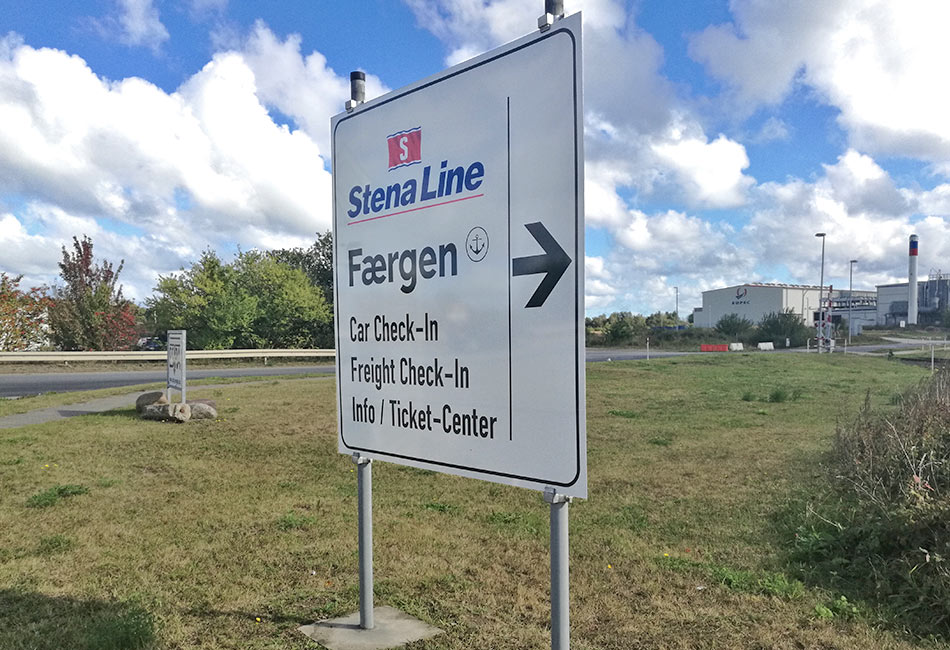 S
Stena Line
Færgen
Car Check-In
Freight Check-In
Info / Ticket-Center